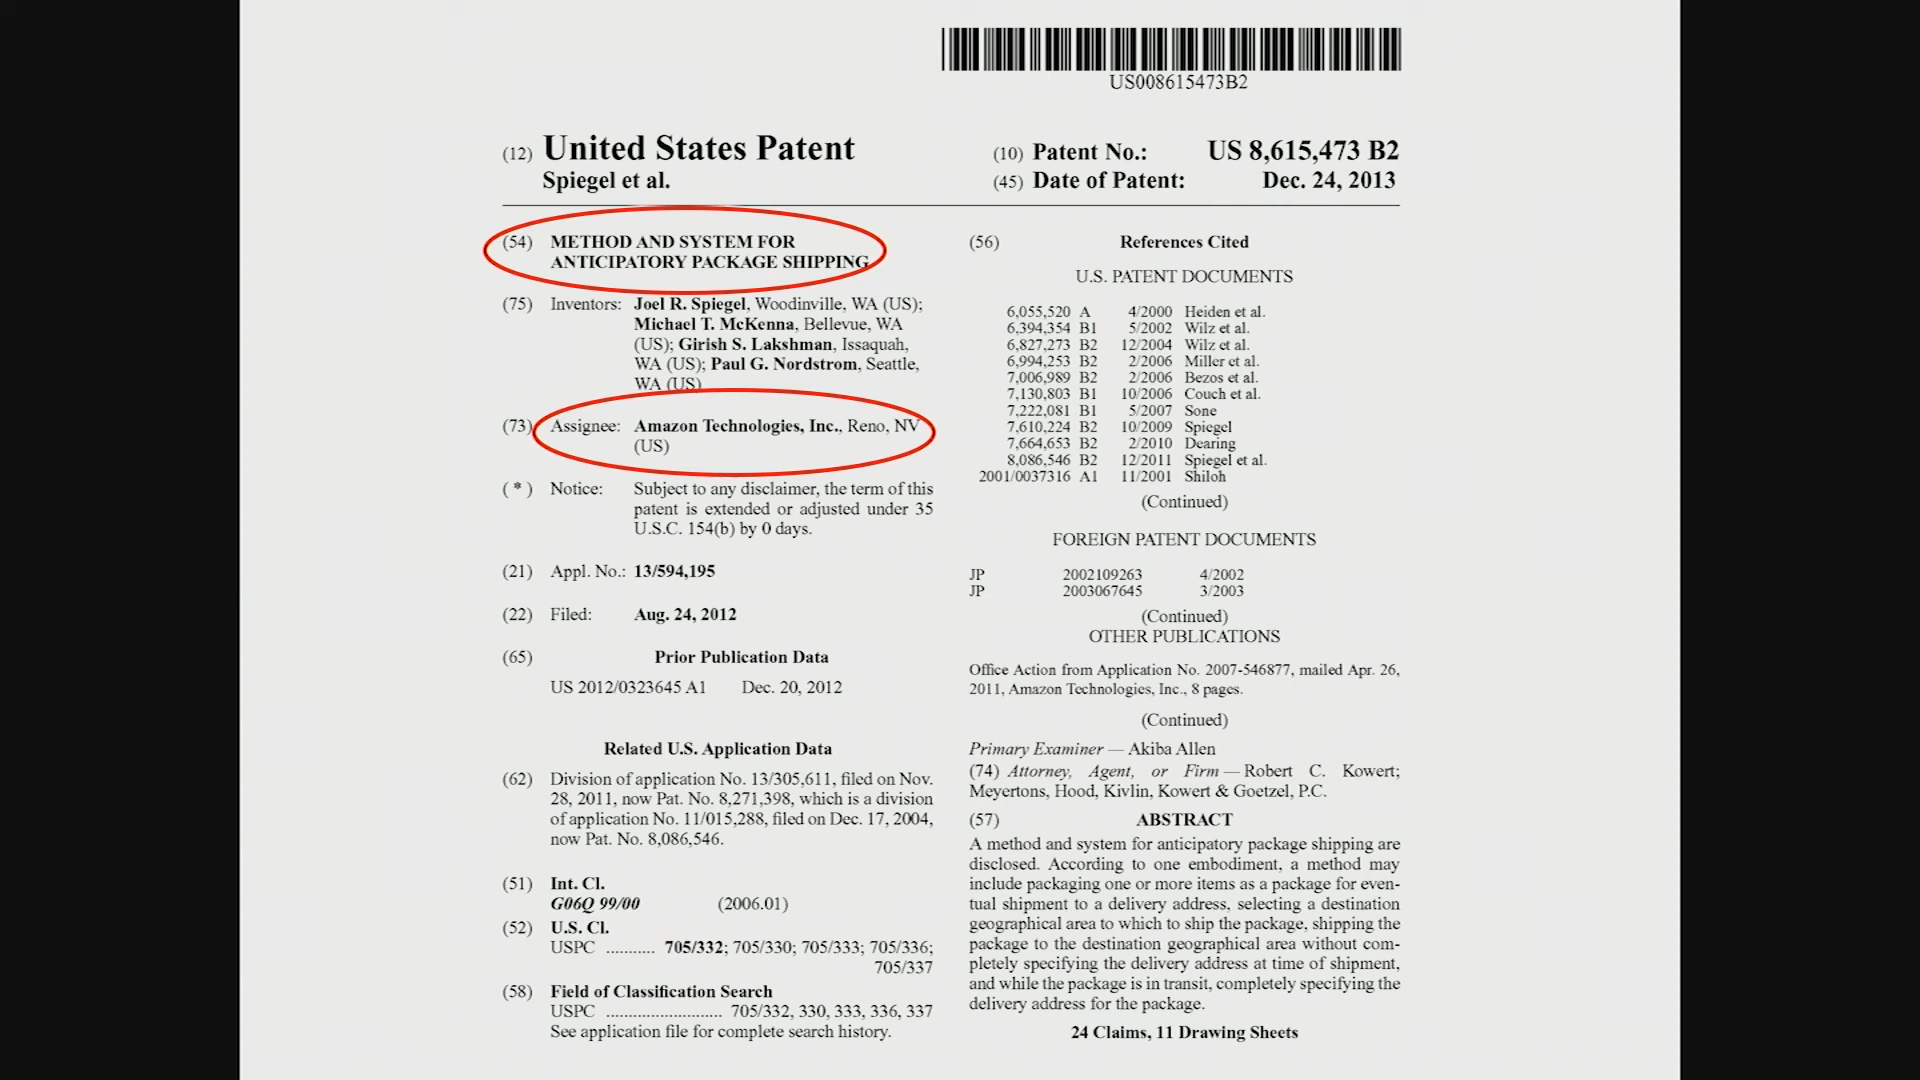 US008615473B2
(12) United States Patent
Spiegel et al.
(10) Patent No.: US 8,615,473 B2
(45) Date of Patent: Dec. 24, 2013
(54) METHOD AND SYSTEM FOR
ANTICIPATORY PACKAGE SHIPPING
(75) Inventors: Joel R. Spiegel, Woodinville, WA (US);
Michael T. McKenna, Bellevue, WA
(US); Girish S. Lakshman, Issaquah,
WA (US); Paul G. Nordstrom, Seattle,
WA (US)
(73) Assignee: Amazon Technologies, Inc., Reno, NV
(US)
( * ) Notice: Subject to any disclaimer, the term of this
patent is extended or adjusted under 35
U.S.C. 154(b) by 0 days.
(21) Appl. No.: 13/594,195
(22) Filed: Aug. 24, 2012
(65) Prior Publication Data
US 2012/0323645 A1 Dec. 20, 2012
Related U.S. Application Data
(62) Division of application No. 13/305,611, filed on Nov.
28, 2011, now Pat. No. 8,271,398, which is a division
of application No. 11/015,288, filed on Dec. 17, 2004,
now Pat. No. 8,086,546.
(51) Int. Cl.
G06Q 99/00 (2006.01)
(52) U.S. Cl.
USPC ........... 705/332; 705/330; 705/333; 705/336;
705/337
(58) Field of Classification Search
USPC .......................... 705/332, 330, 333, 336, 337
See application file for complete search history.
(56) References Cited
U.S. PATENT DOCUMENTS
6,055,520 A 4/2000 Heiden et al.
6,394,354 B1 5/2002 Wilz et al.
6,827,273 B2 12/2004 Wilz et al.
6,994,253 B2 2/2006 Miller et al.
7,006,989 B2 2/2006 Bezos et al.
7,130,803 B1 10/2006 Couch et al.
7,222,081 B1 5/2007 Sone
7,610,224 B2 10/2009 Spiegel
7,664,653 B2 2/2010 Dearing
8,086,546 B2 12/2011 Spiegel et al.
2001/0037316 A1 11/2001 Shiloh
(Continued)
FOREIGN PATENT DOCUMENTS
JP 2002109263 4/2002
JP 2003067645 3/2003
(Continued)
OTHER PUBLICATIONS
Office Action from Application No. 2007-546877, mailed Apr. 26,
2011, Amazon Technologies, Inc., 8 pages.
(Continued)
Primary Examiner — Akiba Allen
(74) Attorney, Agent, or Firm — Robert C. Kowert;
Meyertons, Hood, Kivlin, Kowert & Goetzel, P.C.
(57) ABSTRACT
A method and system for anticipatory package shipping are
disclosed. According to one embodiment, a method may
include packaging one or more items as a package for even-
tual shipment to a delivery address, selecting a destination
geographical area to which to ship the package, shipping the
package to the destination geographical area without com-
pletely specifying the delivery address at time of shipment,
and while the package is in transit, completely specifying the
delivery address for the package.
24 Claims, 11 Drawing Sheets